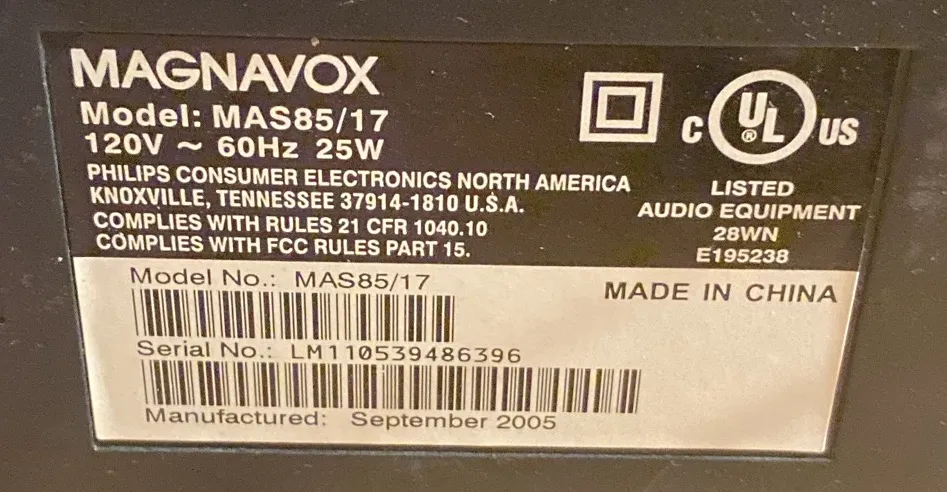 MAGNAVOX
Model: MAS85/17
120V ~ 60Hz 25W
PHILIPS CONSUMER ELECTRONICS NORTH AMERICA
KNOXVILLE, TENNESSEE 37914-1810 U.S.A.
COMPLIES WITH RULES 21 CFR 1040.10
COMPLIES WITH FCC RULES PART 15.
C UL ® US
LISTED
AUDIO EQUIPMENT
28WN
E195238
Model No.: MAS85/17
MADE IN CHINA
Serial No.: LM110539486396
Manufactured: September 2005